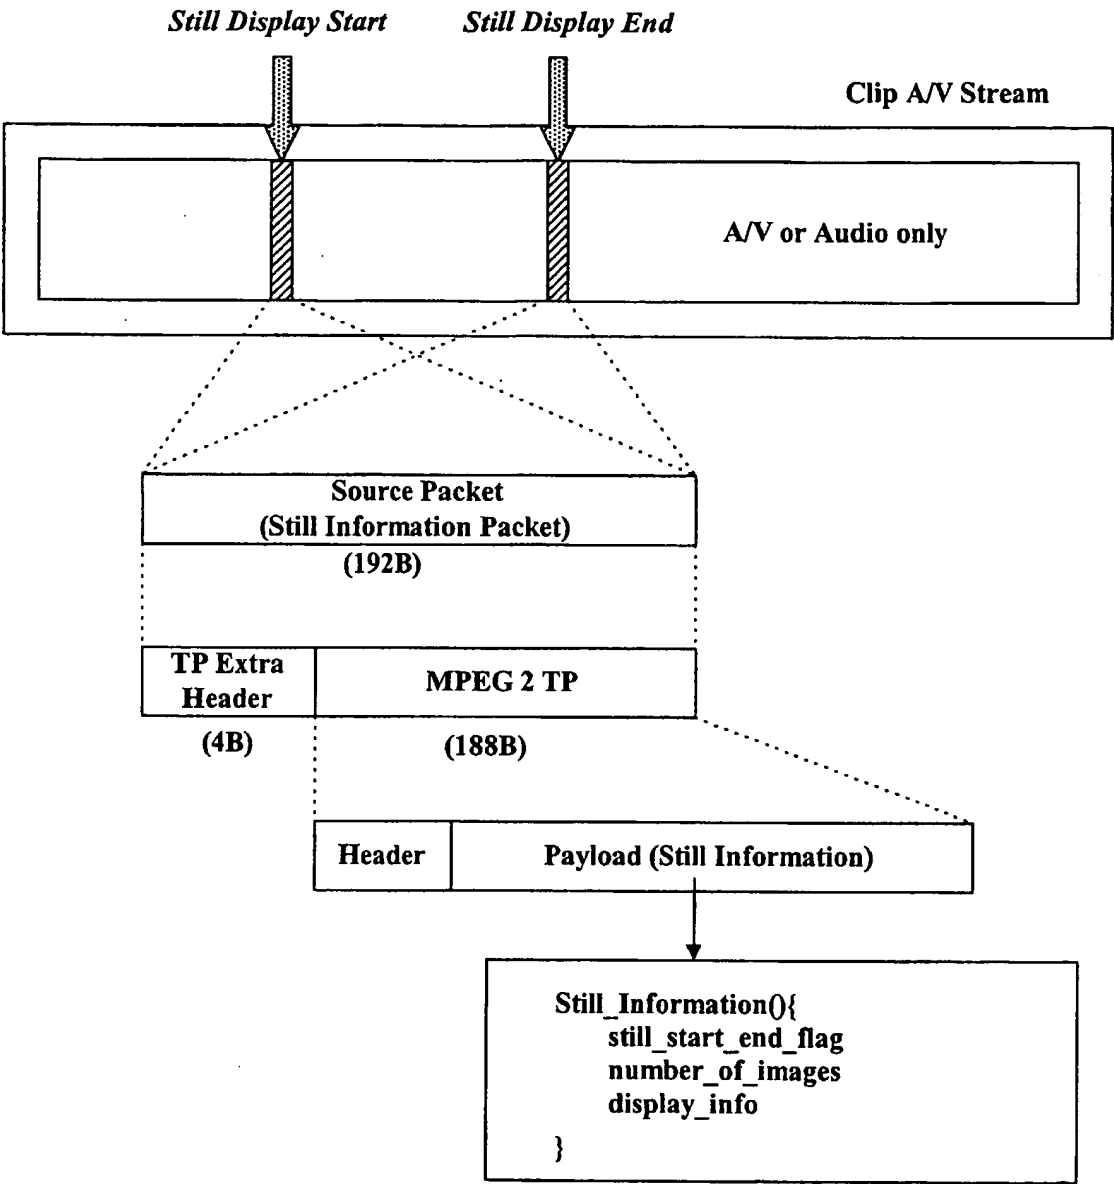 Still Display Start
Still Display End
Clip A/V Stream
A/V or Audio only
Source Packet
(Still Information Packet)
(192B)
TP Extra
Header
MPEG 2 TP
(4B)
(188B)
Header
Payload (Still Information)
Still_Information(){
still_start_end_flag
number_of_images
display_info
}